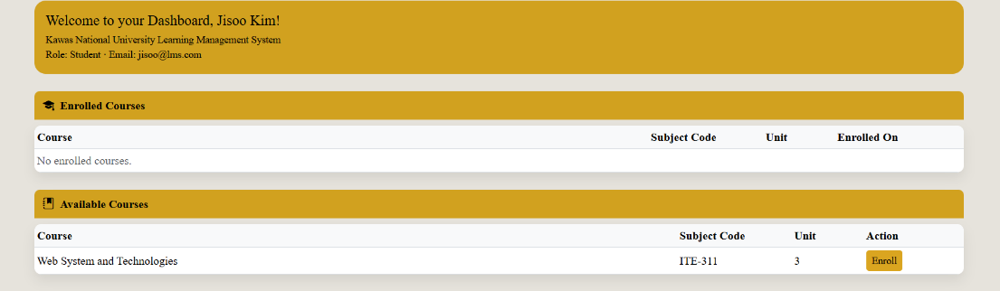 Welcome to your Dashboard, Jisoo Kim!
Kawas National University Learning Management System
Role: Student · Email: jisoo@lms.com
Enrolled Courses
Course Subject Code Unit Enrolled On
No enrolled courses.
Available Courses
Course Subject Code Unit Action
Web System and Technologies ITE-311 3 Enroll